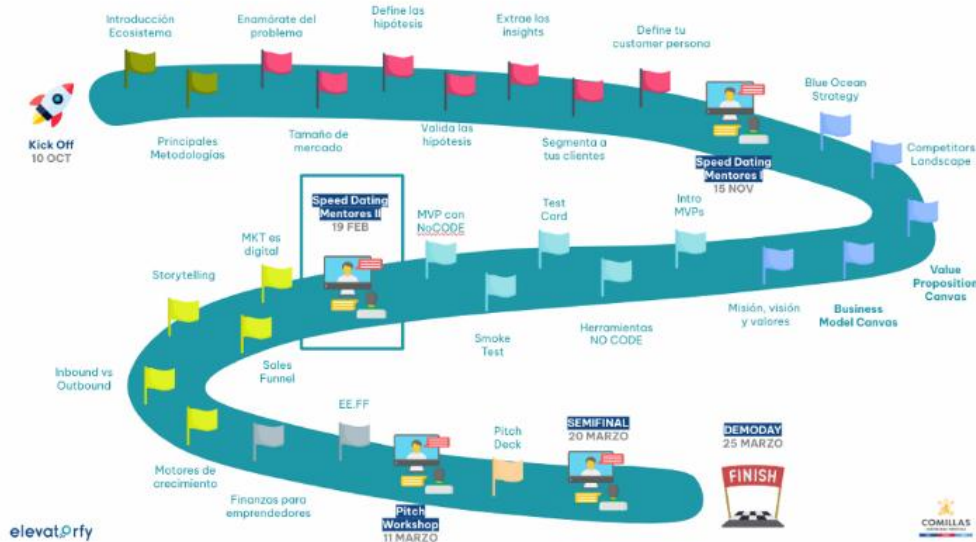 Introducción
Ecosistema
Enamórate del
problema
Define las
hipótesis
Extrae los
insights
Define tu
customer persona
Kick Off
10 OCT
Principales
Metodologías
Tamaño de
mercado
Valida las
hipótesis
Segmenta a
tus clientes
Speed Dating
Mentores I
15 NOV
Blue Ocean
Strategy
Competitors
Landscape
Value
Proposition
Canvas
Business
Model Canvas
Misión, visión
y valores
Intro
MVPs
Herramientas
NO CODE
Test
Card
Smoke
Test
MVP con
NoCODE
Speed Dating
Mentores II
19 FEB
MKT es
digital
Sales
Funnel
Storytelling
Inbound vs
Outbound
Motores de
crecimiento
Finanzas para
emprendedores
EE.FF
Pitch
Workshop
11 MARZO
Pitch
Deck
SEMIFINAL
20 MARZO
DEMODAY
25 MARZO
FINISH
elevatorfy
COMILLAS